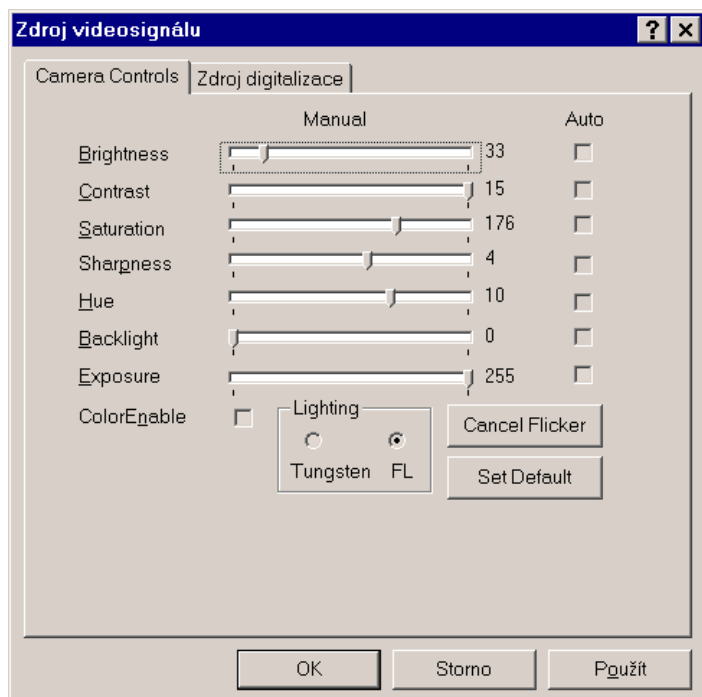 Zdroj videosignálu
Camera Controls Zdroj digitalizace
Manual Auto
Brightness 33
Contrast 15
Saturation 176
Sharpness 4
Hue 10
Backlight 0
Exposure 255
ColorEnable Lighting Cancel Flicker
Tungsten FL Set Default
OK Storno Použít